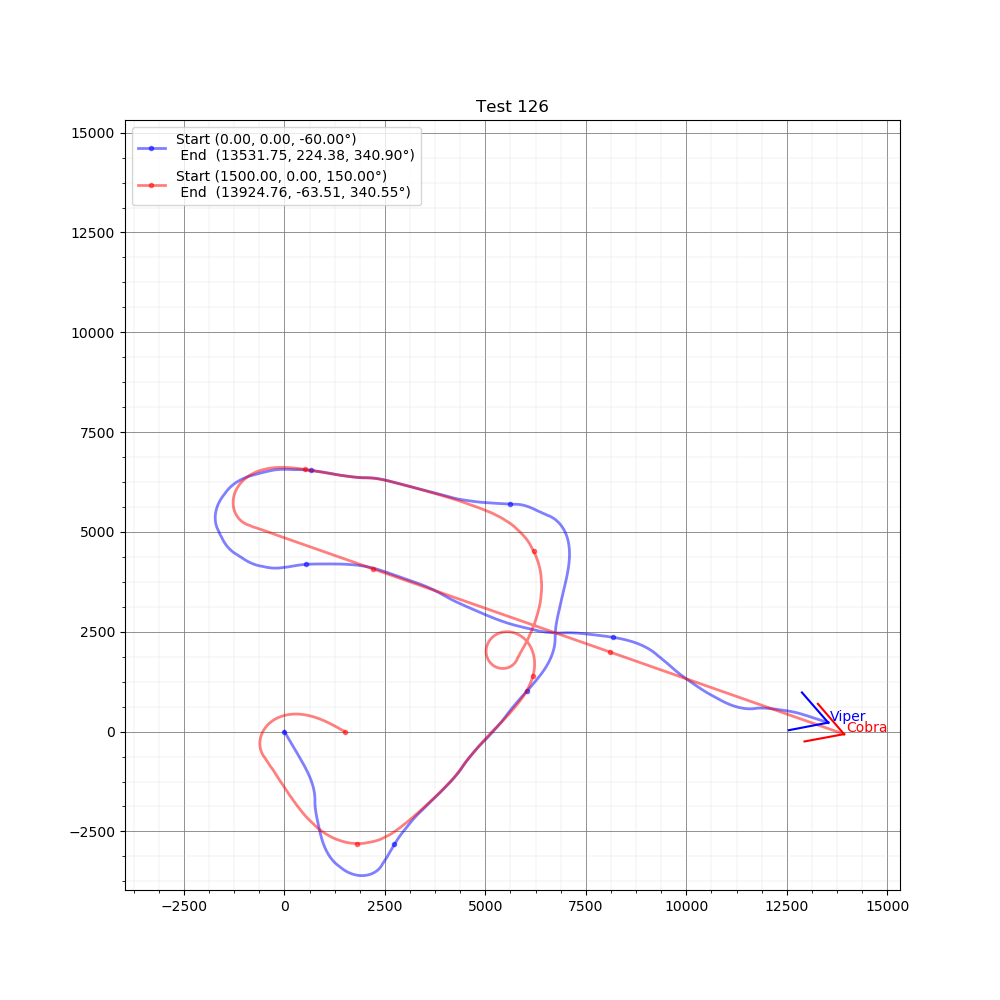 Test 126
Start (0.00, 0.00, -60.00°)
End  (13531.75, 224.38, 340.90°)
Start (1500.00, 0.00, 150.00°)
End  (13924.76, -63.51, 340.55°)
15000
12500
10000
7500
5000
2500
0
−2500
Viper
Cobra
−2500 0 2500 5000 7500 10000 12500 15000